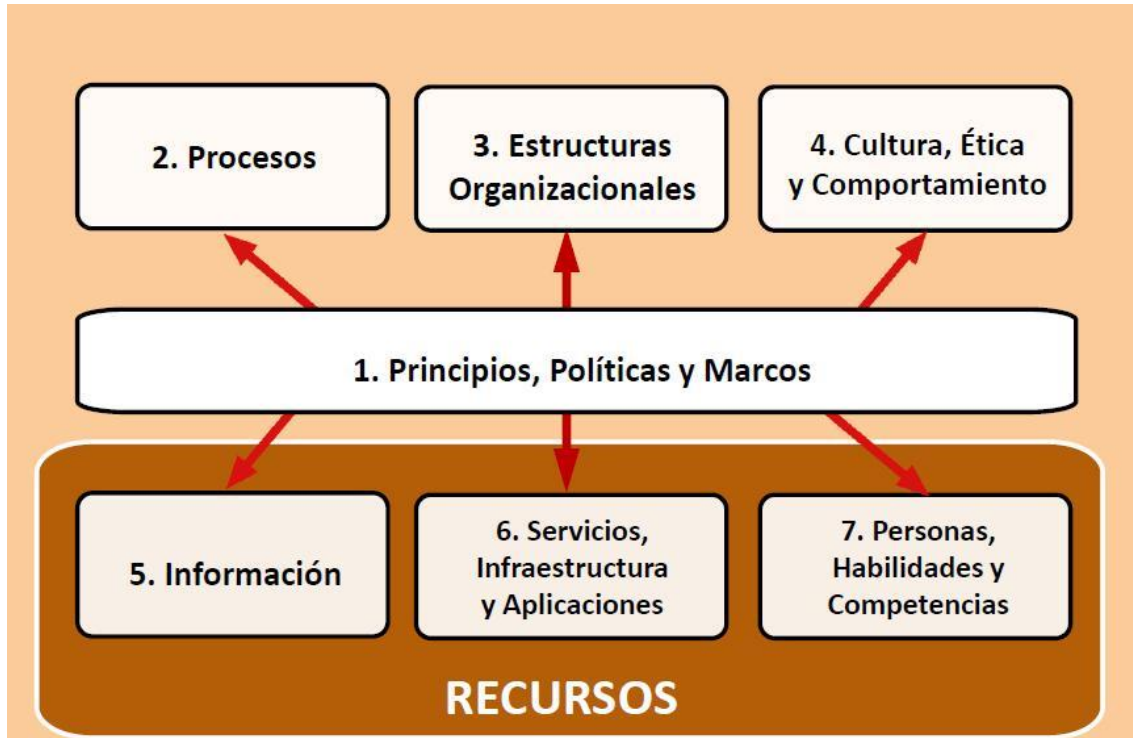 2. Procesos
3. Estructuras
Organizacionales
4. Cultura, Ética
y Comportamiento
1. Principios, Políticas y Marcos
5. Información
6. Servicios,
Infraestructura
y Aplicaciones
7. Personas,
Habilidades y
Competencias
RECURSOS